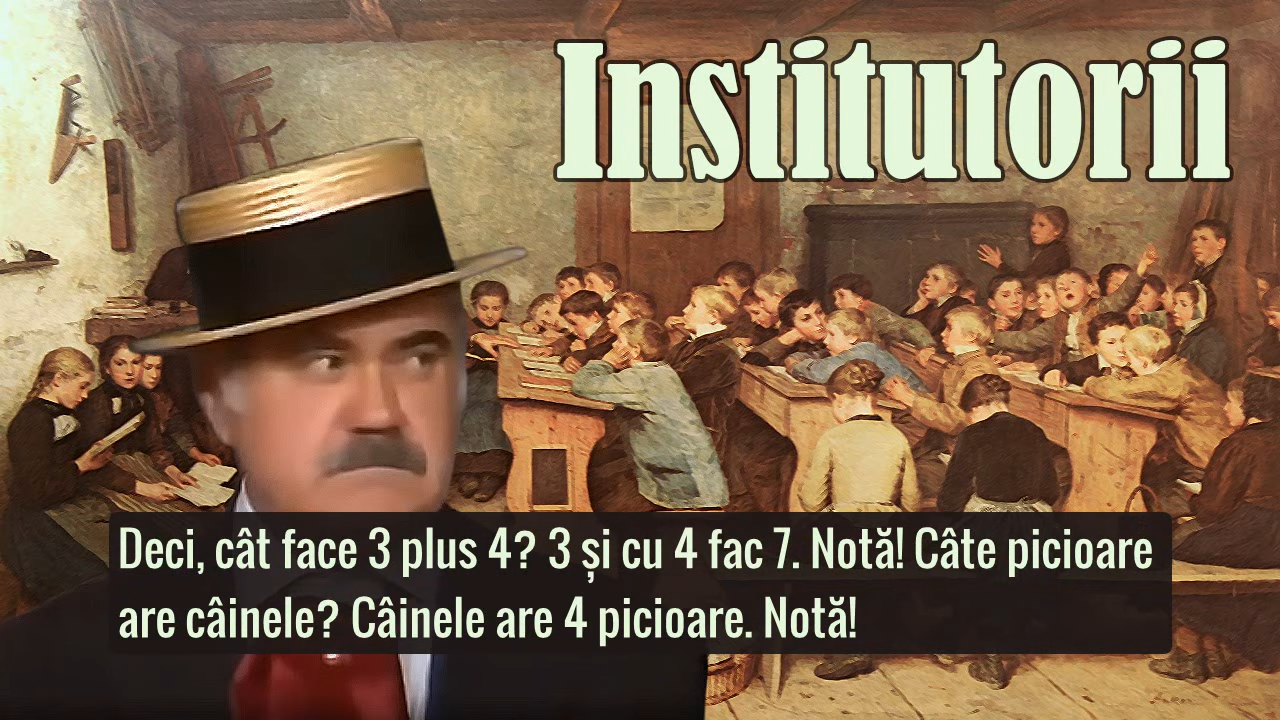 Institutorii
Deci, cât face 3 plus 4? 3 și cu 4 fac 7. Notă! Câte picioare
are câinele? Câinele are 4 picioare. Notă!